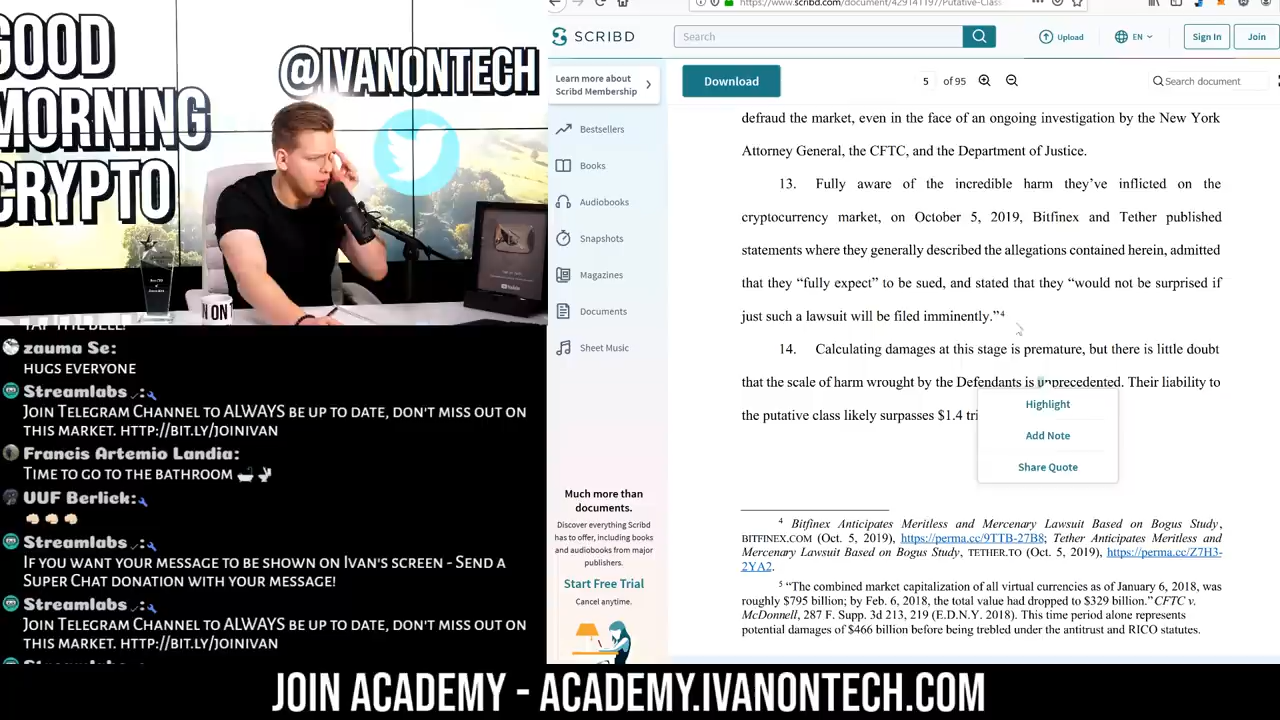 GOOD
MORNING
CRYPTO
@IVANONTECH
IN ON T
YouTube
TAP THE BELL!
zauma Se:
HUGS EVERYONE
Streamlabs :
JOIN TELEGRAM CHANNEL TO ALWAYS BE UP TO DATE, DON'T MISS OUT ON
THIS MARKET. HTTP://BIT.LY/JOINIVAN
Francis Artemio Landia:
TIME TO GO TO THE BATHROOM 🛁 🚽
UUF Berlick:
👊🏻 👊🏻 👊🏻
Streamlabs :
IF YOU WANT YOUR MESSAGE TO BE SHOWN ON IVAN'S SCREEN - SEND A
SUPER CHAT DONATION WITH YOUR MESSAGE!
Streamlabs :
JOIN TELEGRAM CHANNEL TO ALWAYS BE UP TO DATE, DON'T MISS OUT ON
THIS MARKET. HTTP://BIT.LY/JOINIVAN
Streamlabs
https://www.scribd.com/document/429141197/Putative-Class
SCRIBD
Search
Upload
EN
Sign In
Join
Learn more about
Scribd Membership
Download
5 of 95
Search document
Bestsellers
Books
Audiobooks
Snapshots
Magazines
Documents
Sheet Music
Much more than
documents.
Discover everything Scribd
has to offer, including books
and audiobooks from major
publishers.
Start Free Trial
Cancel anytime.
defraud the market, even in the face of an ongoing investigation by the New York
Attorney General, the CFTC, and the Department of Justice.
13. Fully aware of the incredible harm they've inflicted on the
cryptocurrency market, on October 5, 2019, Bitfinex and Tether published
statements where they generally described the allegations contained herein, admitted
that they “fully expect” to be sued, and stated that they “would not be surprised if
just such a lawsuit will be filed imminently.”4
14. Calculating damages at this stage is premature, but there is little doubt
that the scale of harm wrought by the Defendants is unprecedented. Their liability to
the putative class likely surpasses $1.4 tri
Highlight
Add Note
Share Quote
4 Bitfinex Anticipates Meritless and Mercenary Lawsuit Based on Bogus Study,
BITFINEX.COM (Oct. 5, 2019), https://perma.cc/9TTB-27B8; Tether Anticipates Meritless and
Mercenary Lawsuit Based on Bogus Study, TETHER.TO (Oct. 5, 2019), https://perma.cc/Z7H3-
2YA2.
5 “The combined market capitalization of all virtual currencies as of January 6, 2018, was
roughly $795 billion; by Feb. 6, 2018, the total value had dropped to $329 billion.” CFTC v.
McDonnell, 287 F. Supp. 3d 213, 219 (E.D.N.Y. 2018). This time period alone represents
potential damages of $466 billion before being trebled under the antitrust and RICO statutes.
JOIN ACADEMY - ACADEMY.IVANONTECH.COM